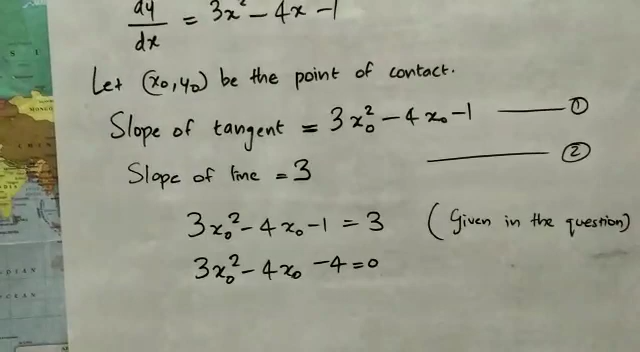 dy/dx = 3x² - 4x - 1
Let (x₀, y₀) be the point of contact.
Slope of tangent = 3x₀² - 4x₀ - 1 ——— ①
Slope of line = 3 ——— ②
3x₀² - 4x₀ - 1 = 3 (Given in the question)
3x₀² - 4x₀ - 4 = 0